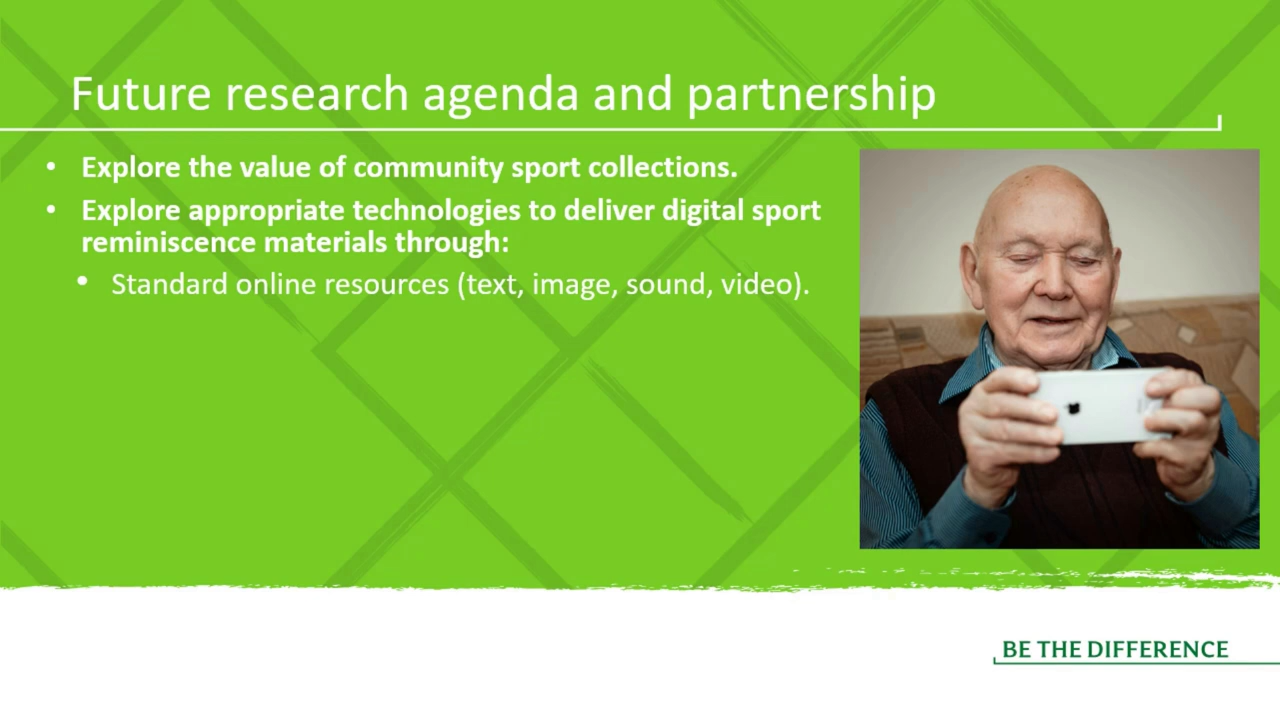 Future research agenda and partnership
• Explore the value of community sport collections.
• Explore appropriate technologies to deliver digital sport
reminiscence materials through:
• Standard online resources (text, image, sound, video).
BE THE DIFFERENCE